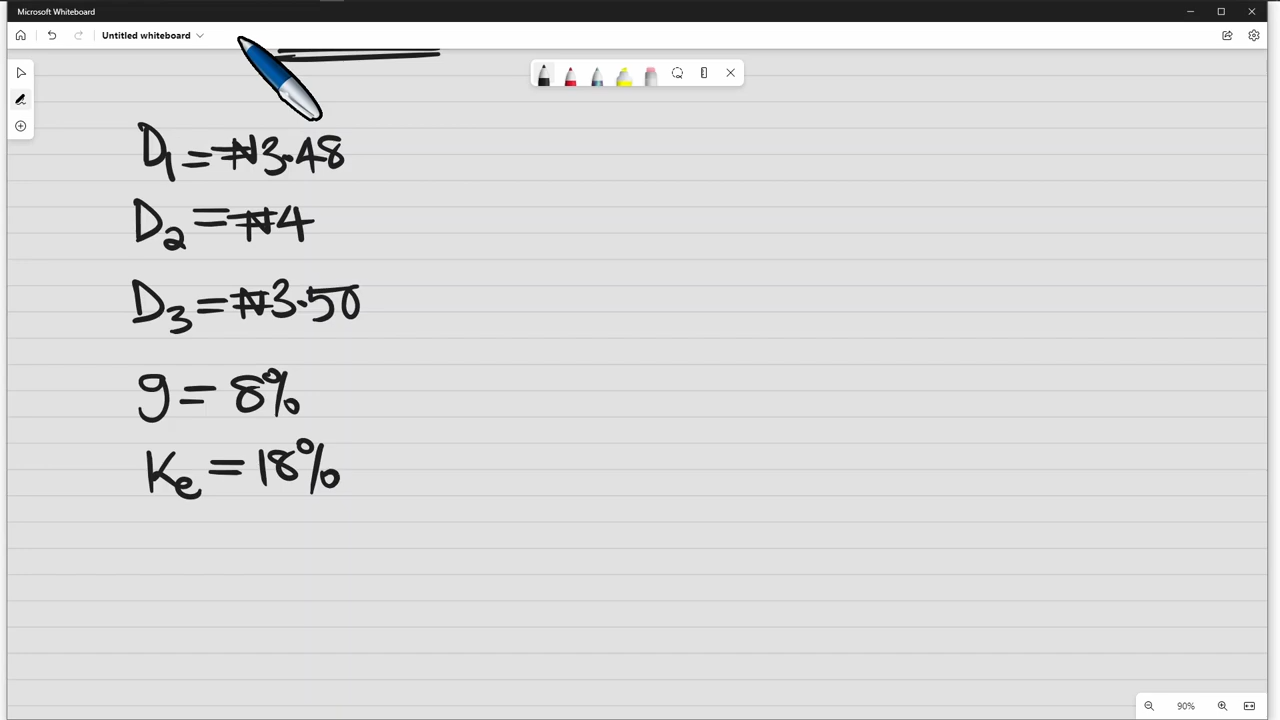 Microsoft Whiteboard
Untitled whiteboard
D₁ = ₦3.48
D₂ = ₦4
D₃ = ₦3.50
g = 8%
Kₑ = 18%
90%